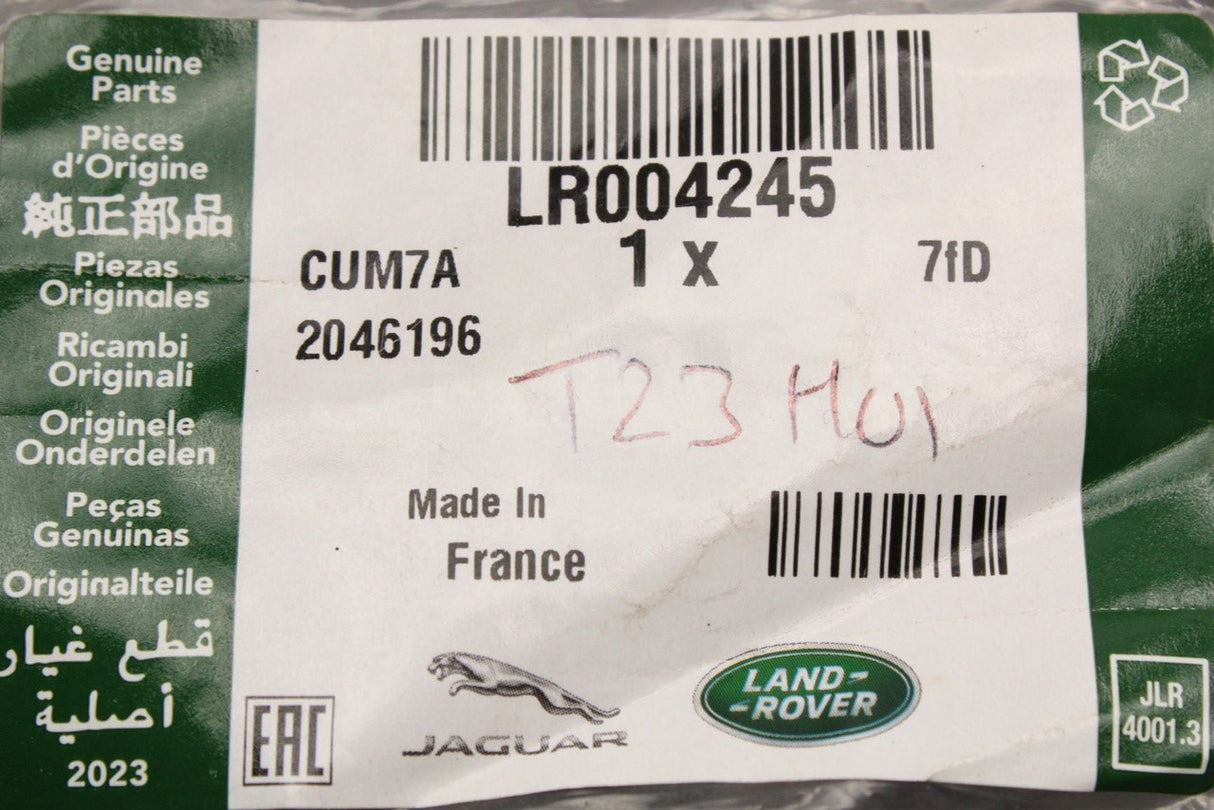 Genuine
Parts
Pièces
d'Origine
純正部品
Piezas
Originales
Ricambi
Originali
Originele
Onderdelen
Peças
Genuinas
Originalteile
قطع غيار
أصلية
2023
LR004245
CUM7A 1 x 7fD
2046196
T23 HU1
Made In
France
EAC
JAGUAR
LAND-
-ROVER
JLR
4001.3